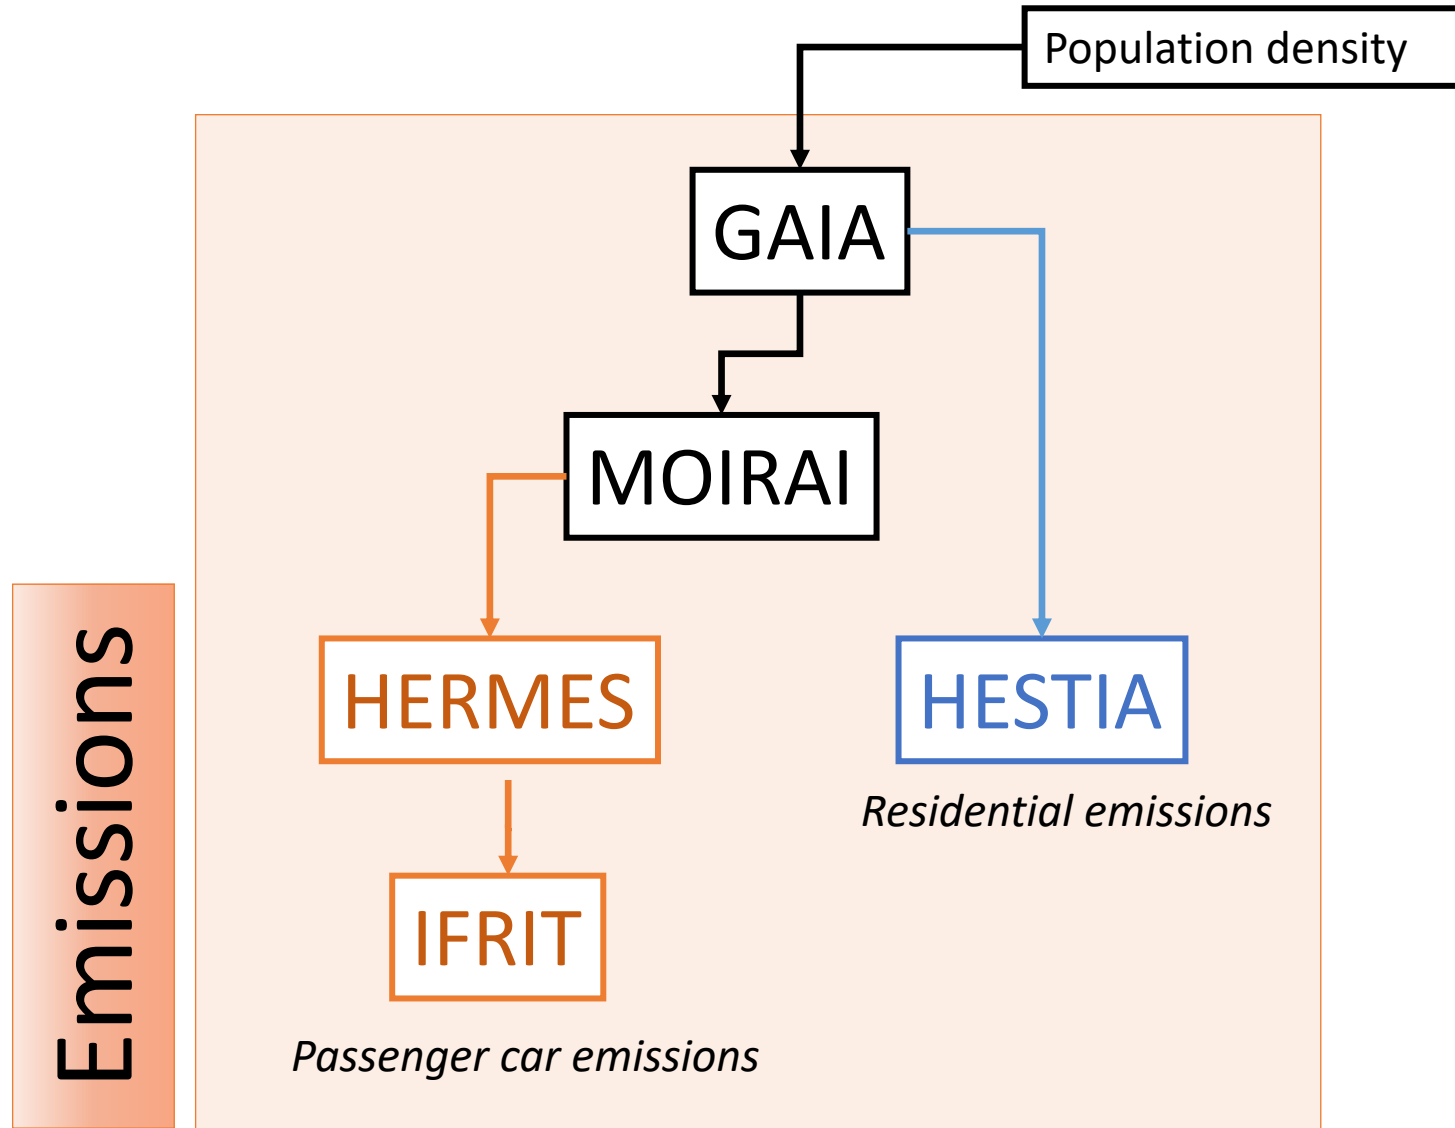 Population density
GAIA
MOIRAI
HERMES
HESTIA
Residential emissions
IFRIT
Passenger car emissions
Emissions